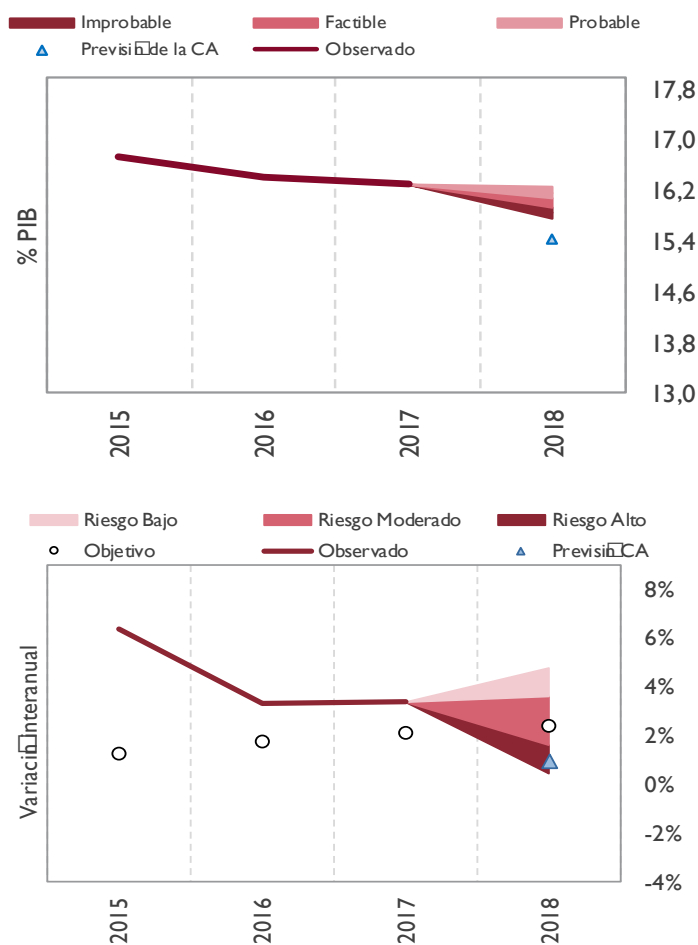 Improbable Factible Probable
Previsi□de la CA Observado
17,8
17,0
16,2
15,4
14,6
13,8
13,0
% PIB
2015 2016 2017 2018
Riesgo Bajo Riesgo Moderado Riesgo Alto
Objetivo Observado Previsi□CA
8%
6%
4%
2%
0%
-2%
-4%
Variaci□Interanual
2015 2016 2017 2018